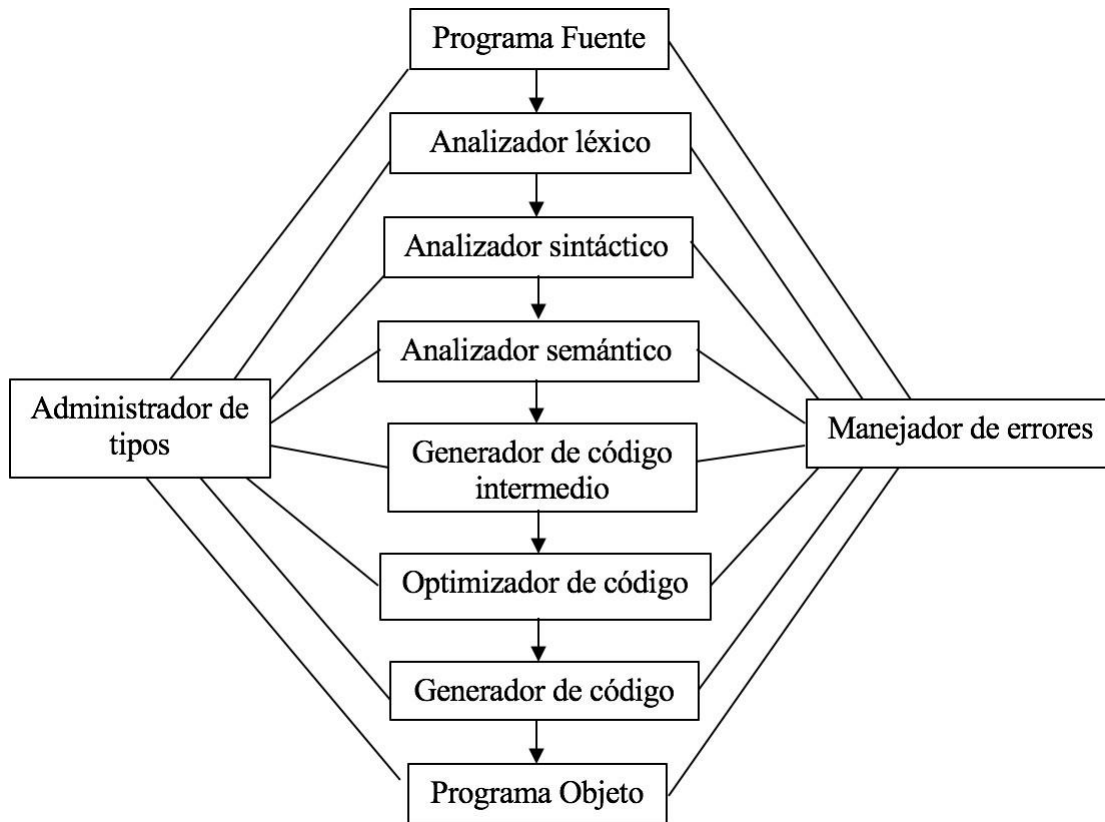 Programa Fuente
Analizador léxico
Analizador sintáctico
Analizador semántico
Administrador de
tipos
Manejador de errores
Generador de código
intermedio
Optimizador de código
Generador de código
Programa Objeto